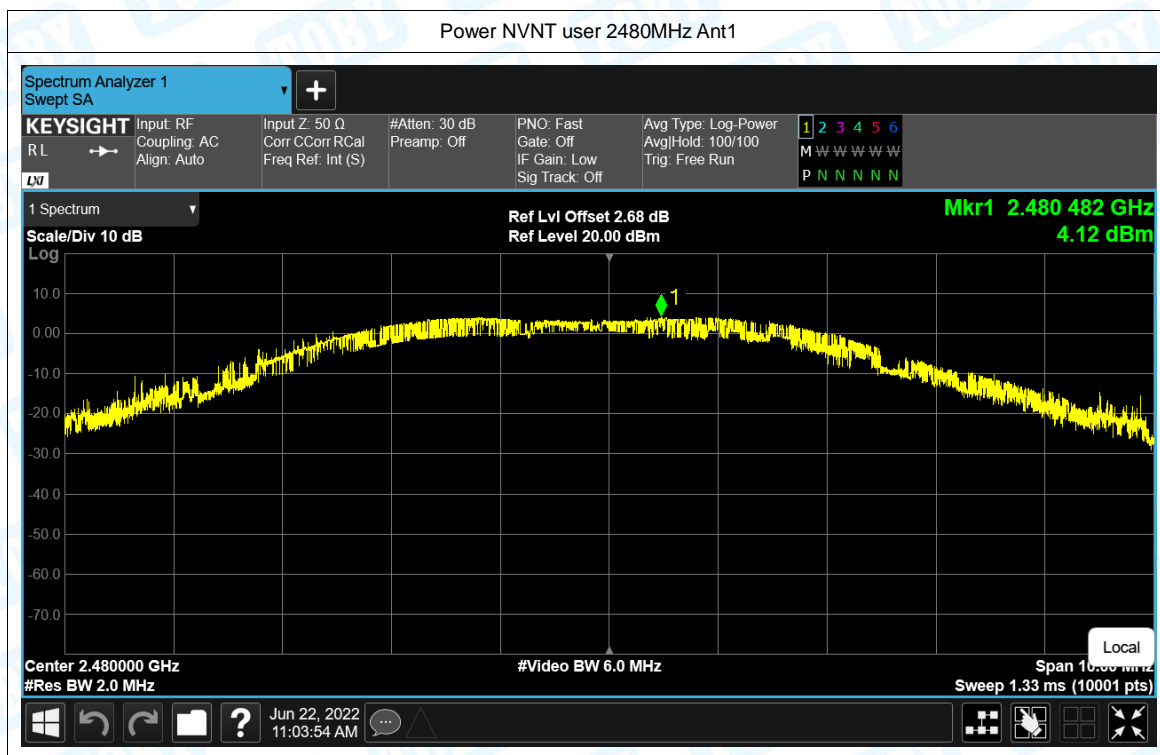 Power NVNT user 2480MHz Ant1
Spectrum Analyzer 1
Swept SA
KEYSIGHT
RL
LXI
Input: RF
Coupling: AC
Align: Auto
Input Z: 50 Ω
Corr CCorr RCal
Freq Ref: Int (S)
#Atten: 30 dB
Preamp: Off
PNO: Fast
Gate: Off
IF Gain: Low
Sig Track: Off
Avg Type: Log-Power
Avg|Hold: 100/100
Trig: Free Run
1 2 3 4 5 6
M W W W W W
P N N N N N
1 Spectrum
Scale/Div 10 dB
Log
Ref Lvl Offset 2.68 dB
Ref Level 20.00 dBm
Mkr1 2.480 482 GHz
4.12 dBm
1
10.0
0.00
-10.0
-20.0
-30.0
-40.0
-50.0
-60.0
-70.0
Local
Center 2.480000 GHz
#Res BW 2.0 MHz
#Video BW 6.0 MHz
Span 10.00 MHz
Sweep 1.33 ms (10001 pts)
?
Jun 22, 2022
11:03:54 AM
TOBY